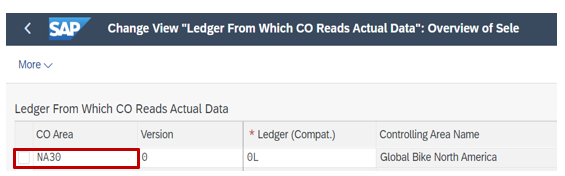 SAP Change View "Ledger From Which CO Reads Actual Data": Overview of Sele
More
Ledger From Which CO Reads Actual Data
CO Area Version * Ledger (Compat.) Controlling Area Name
NA30 0 0L Global Bike North America